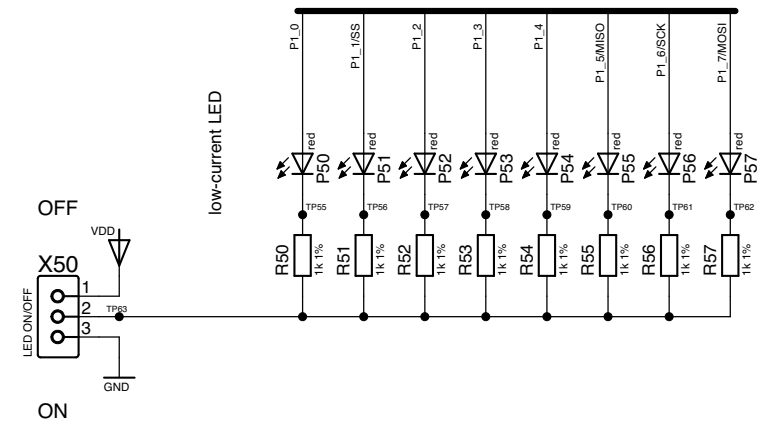 P1_0
P1_1/SS
P1_2
P1_3
P1_4
P1_5/MISO
P1_6/SCK
P1_7/MOSI
low-current LED
red
red
red
red
red
red
red
red
P50
P51
P52
P53
P54
P55
P56
P57
TP55
TP56
TP57
TP58
TP59
TP60
TP61
TP62
R50
1k 1%
R51
1k 1%
R52
1k 1%
R53
1k 1%
R54
1k 1%
R55
1k 1%
R56
1k 1%
R57
1k 1%
OFF
VDD
X50
1
2
3
TP63
LED ON/OFF
GND
ON